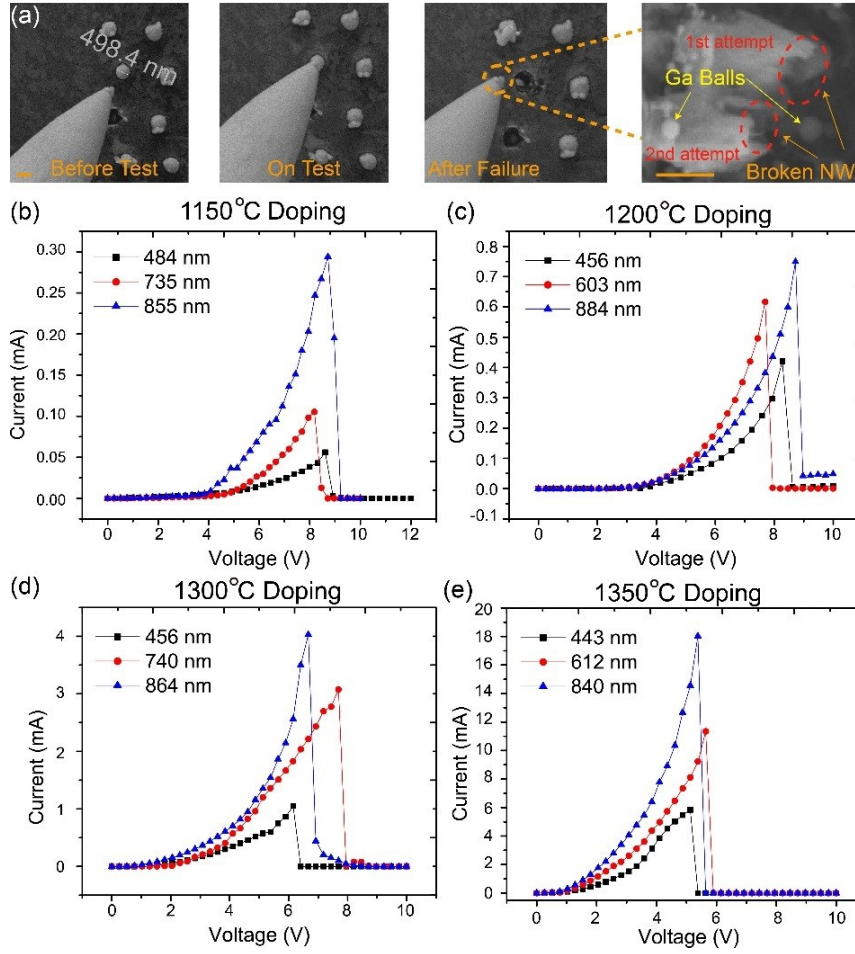 (a)
498.4 nm
Before Test
On Test
After Failure
1st attempt
Ga Balls
2nd attempt
Broken NW
(b)
1150°C Doping
484 nm
735 nm
855 nm
Current (mA)
0.30
0.25
0.20
0.15
0.10
0.05
0.00
0 2 4 6 8 10 12
Voltage (V)
(c)
1200°C Doping
456 nm
603 nm
884 nm
Current (mA)
0.8
0.7
0.6
0.5
0.4
0.3
0.2
0.1
0.0
-0.1
0 2 4 6 8 10
Voltage (V)
(d)
1300°C Doping
456 nm
740 nm
864 nm
Current (mA)
4
3
2
1
0
0 2 4 6 8 10
Voltage (V)
(e)
1350°C Doping
443 nm
612 nm
840 nm
Current (mA)
20
18
16
14
12
10
8
6
4
2
0
0 2 4 6 8 10
Voltage (V)